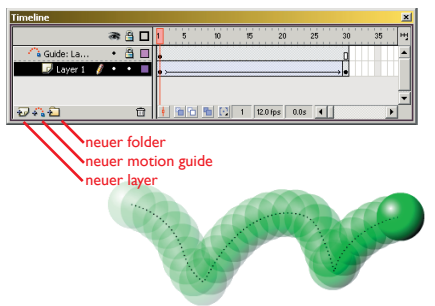 Timeline
1 5 10 15 20 25 30 35
Guide: La...
Layer 1
1 12.0 fps 0.0s
neuer folder
neuer motion guide
neuer layer